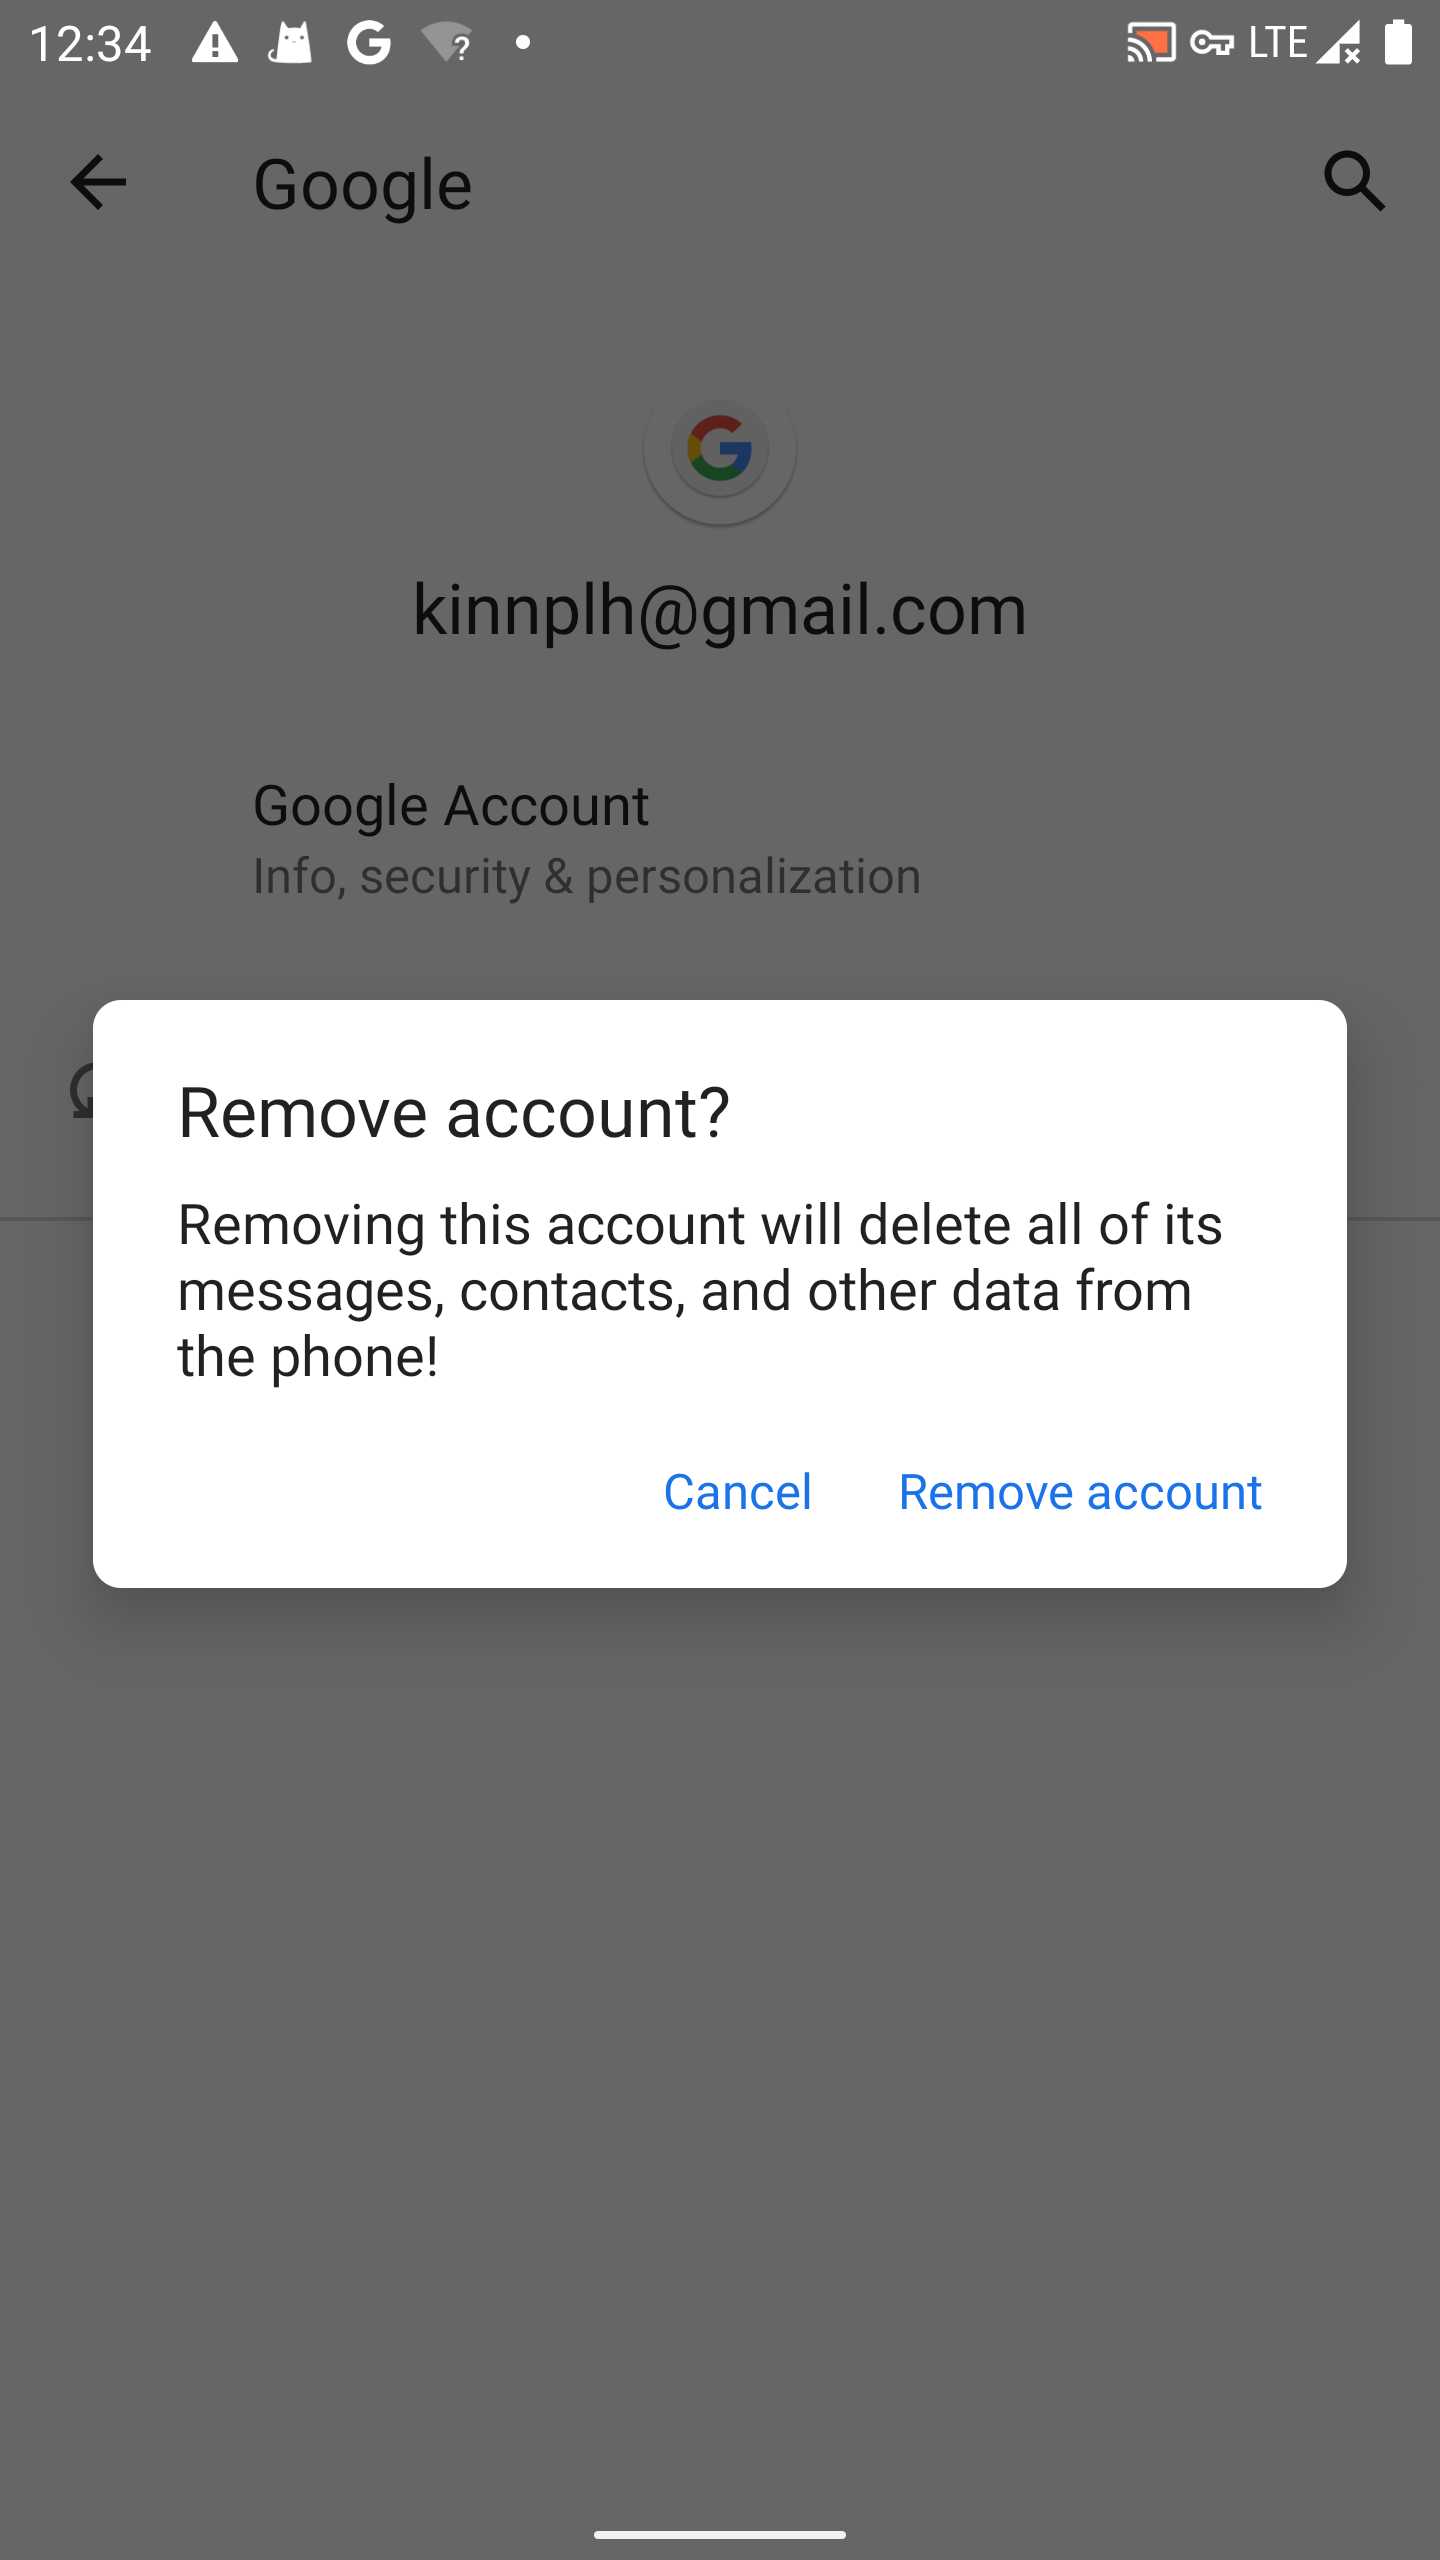 12:34
LTE
Google
kinnplh@gmail.com
Google Account
Info, security & personalization
Remove account?
Removing this account will delete all of its
messages, contacts, and other data from
the phone!
Cancel
Remove account